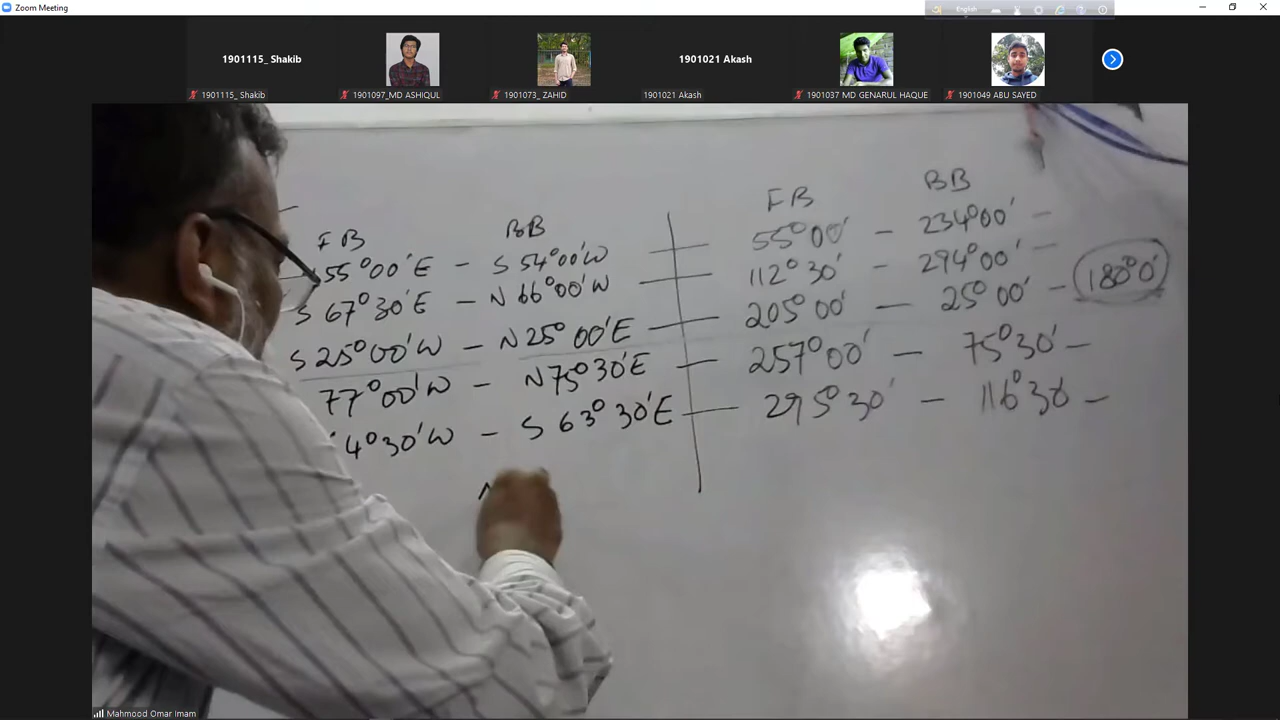 Zoom Meeting
English
1901115_ Shakib
1901021 Akash
1901115_ Shakib
1901097_MD ASHIQUL
1901073_ ZAHID
1901021 Akash
1901037 MD GENARUL HAQUE
1901049 ABU SAYED
FB BB FB BB
55°00'E - S 54°00'W — 55°00' - 234°00' -
S 67°30'E - N 66°00'W — 112°30' - 294°00' -
S 25°00'W - N 25°00'E — 205°00' - 25°00' - 180°0'
77°00'W - N 75°30'E — 257°00' - 75°30' -
4°30'W - S 63°30'E — 295°30' - 116°30' -
Mahmood Omar Imam